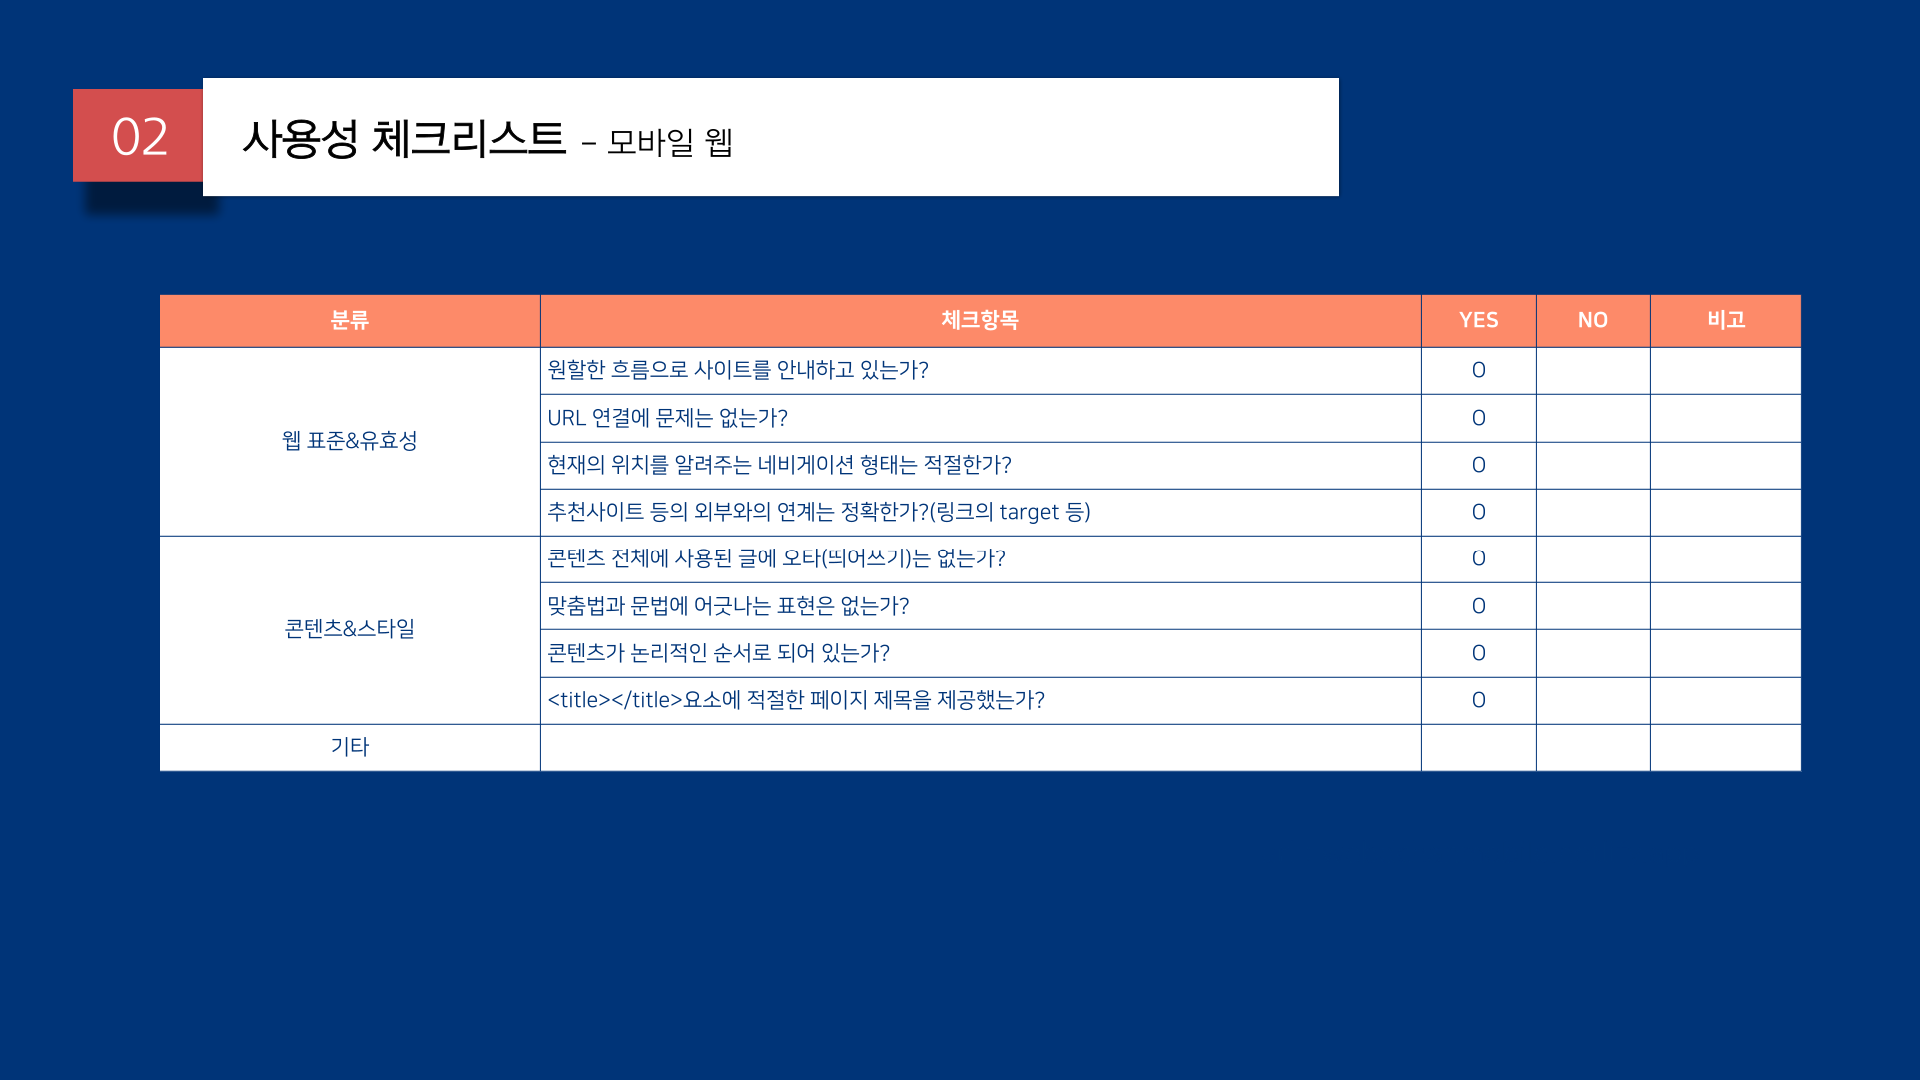 02
사용성 체크리스트 – 모바일 웹
분류 체크항목 YES NO 비고
웹 표준&유효성
원할한 흐름으로 사이트를 안내하고 있는가? O
URL 연결에 문제는 없는가? O
현재의 위치를 알려주는 네비게이션 형태는 적절한가? O
추천사이트 등의 외부와의 연계는 정확한가?(링크의 target 등) O
콘텐츠&스타일
콘텐츠 전체에 사용된 글에 오타(띄어쓰기)는 없는가? O
맞춤법과 문법에 어긋나는 표현은 없는가? O
콘텐츠가 논리적인 순서로 되어 있는가? O
<title></title>요소에 적절한 페이지 제목을 제공했는가? O
기타